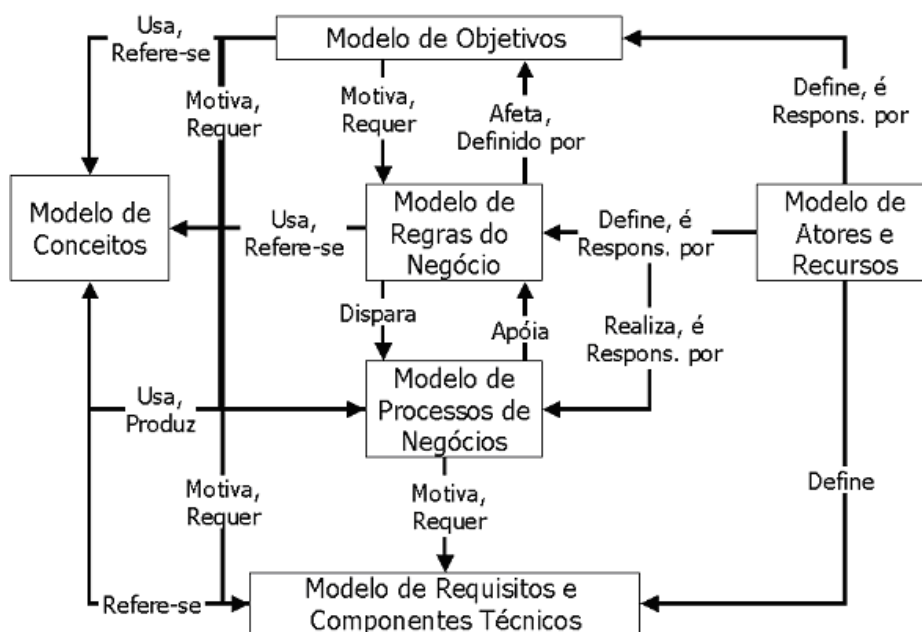 Usa,
Refere-se
Modelo de Objetivos
Motiva,
Requer
Motiva,
Requer
Afeta,
Definido por
Define, é
Respons. por
Modelo de
Conceitos
Usa,
Refere-se
Modelo de
Regras do
Negócio
Define, é
Respons. por
Modelo de
Atores e
Recursos
Dispara
Apóia
Realiza, é
Respons. por
Usa,
Produz
Modelo de
Processos de
Negócios
Motiva,
Requer
Motiva,
Requer
Define
Refere-se
Modelo de Requisitos e
Componentes Técnicos